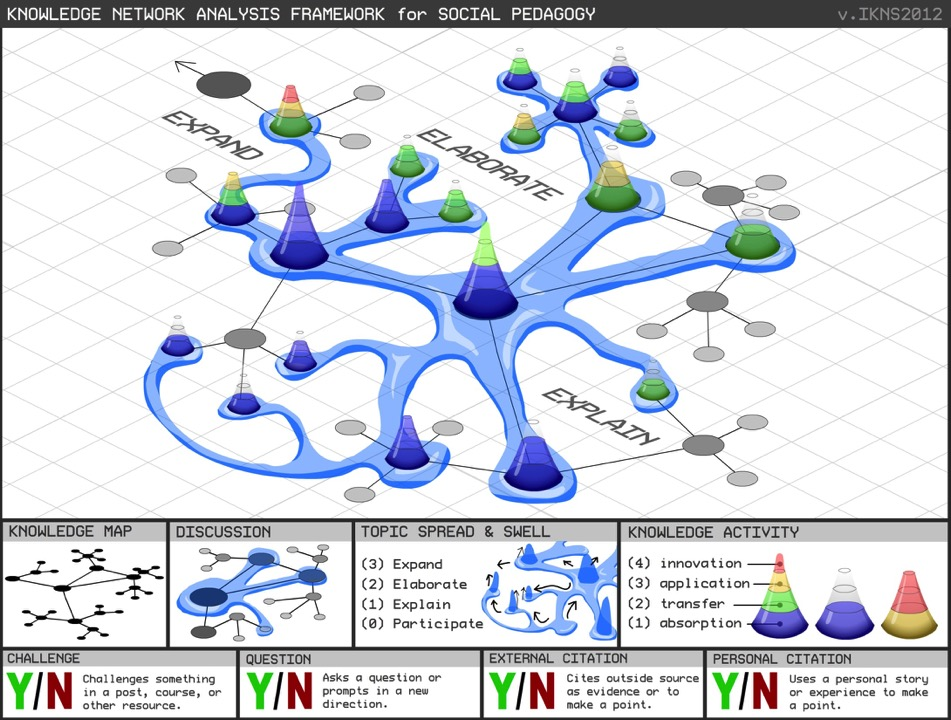 KNOWLEDGE NETWORK ANALYSIS FRAMEWORK for SOCIAL PEDAGOGY
v.IKNS2012
EXPAND
ELABORATE
EXPLAIN
KNOWLEDGE MAP
DISCUSSION
TOPIC SPREAD & SWELL
(3) Expand
(2) Elaborate
(1) Explain
(0) Participate
KNOWLEDGE ACTIVITY
(4) innovation
(3) application
(2) transfer
(1) absorption
CHALLENGE
Y/N
Challenges something
in a post, course, or
other resource.
QUESTION
Y/N
Asks a question or
prompts in a new
direction.
EXTERNAL CITATION
Y/N
Cites outside source
as evidence or to
make a point.
PERSONAL CITATION
Y/N
Uses a personal story
or experience to make
a point.